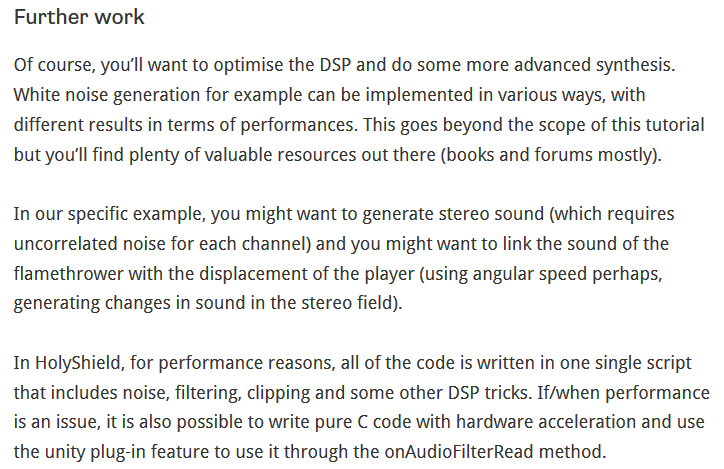 Further work
Of course, you'll want to optimise the DSP and do some more advanced synthesis.
White noise generation for example can be implemented in various ways, with
different results in terms of performances. This goes beyond the scope of this tutorial
but you'll find plenty of valuable resources out there (books and forums mostly).
In our specific example, you might want to generate stereo sound (which requires
uncorrelated noise for each channel) and you might want to link the sound of the
flamethrower with the displacement of the player (using angular speed perhaps,
generating changes in sound in the stereo field).
In HolyShield, for performance reasons, all of the code is written in one single script
that includes noise, filtering, clipping and some other DSP tricks. If/when performance
is an issue, it is also possible to write pure C code with hardware acceleration and use
the unity plug-in feature to use it through the onAudioFilterRead method.